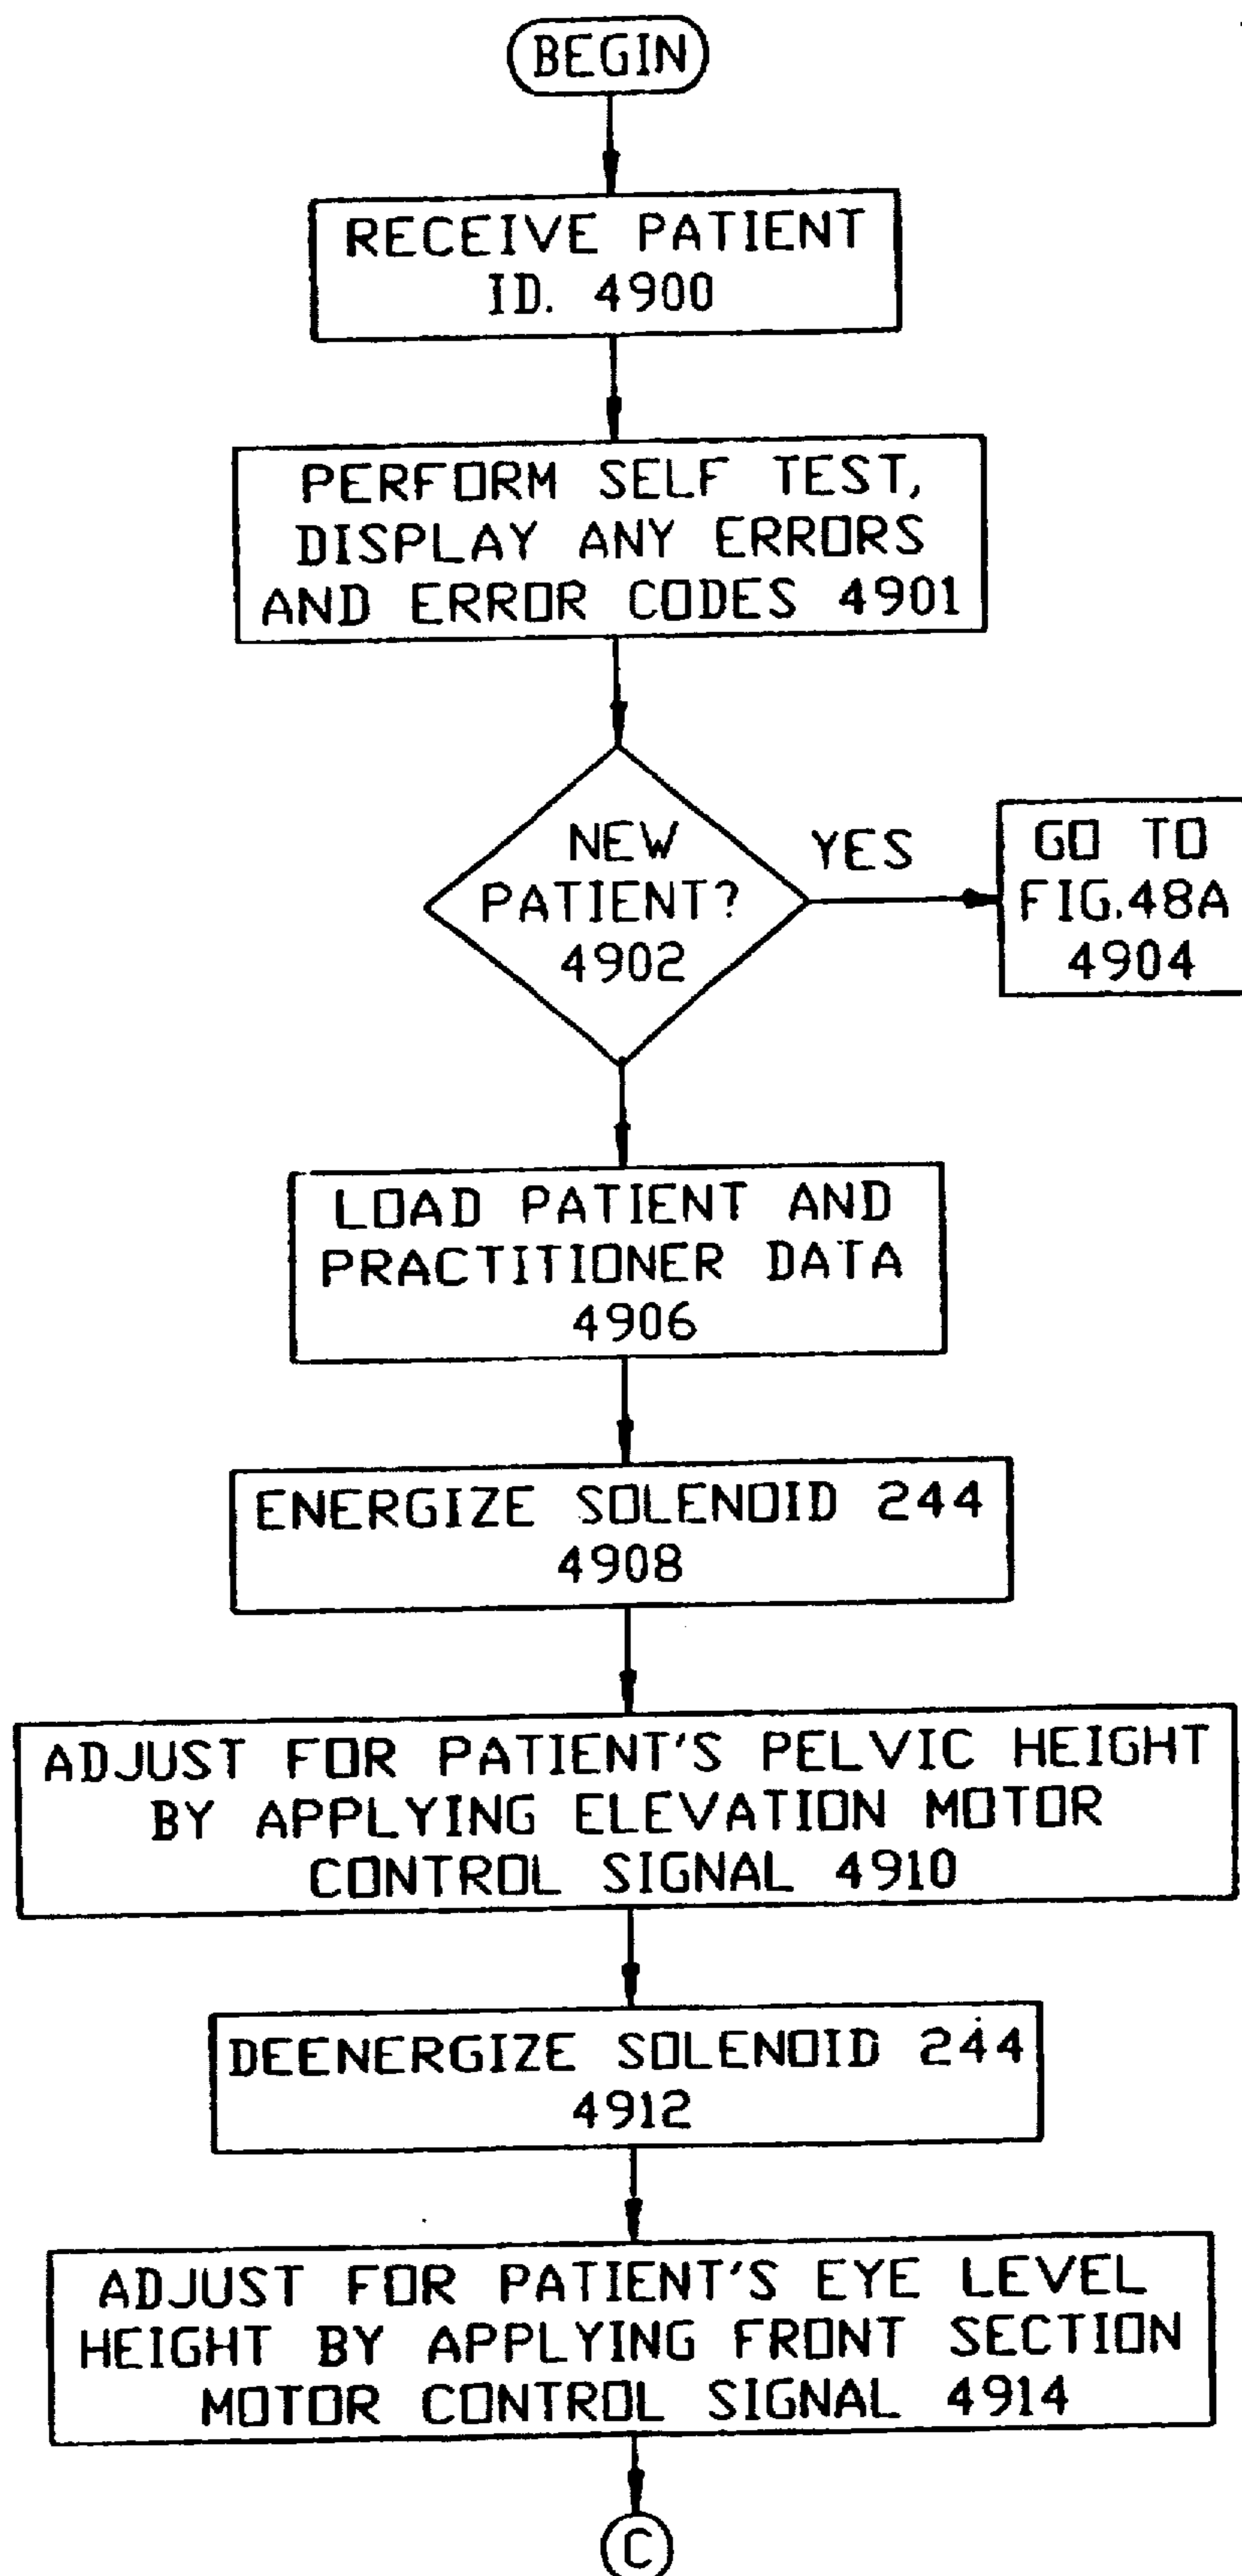 BEGIN
RECEIVE PATIENT
ID. 4900
PERFORM SELF TEST,
DISPLAY ANY ERRORS
AND ERROR CODES 4901
NEW
PATIENT?
4902
YES
GO TO
FIG.48A
4904
LOAD PATIENT AND
PRACTITIONER DATA
4906
ENERGIZE SOLENOID 244
4908
ADJUST FOR PATIENT'S PELVIC HEIGHT
BY APPLYING ELEVATION MOTOR
CONTROL SIGNAL 4910
DEENERGIZE SOLENOID 244
4912
ADJUST FOR PATIENT'S EYE LEVEL
HEIGHT BY APPLYING FRONT SECTION
MOTOR CONTROL SIGNAL 4914
C